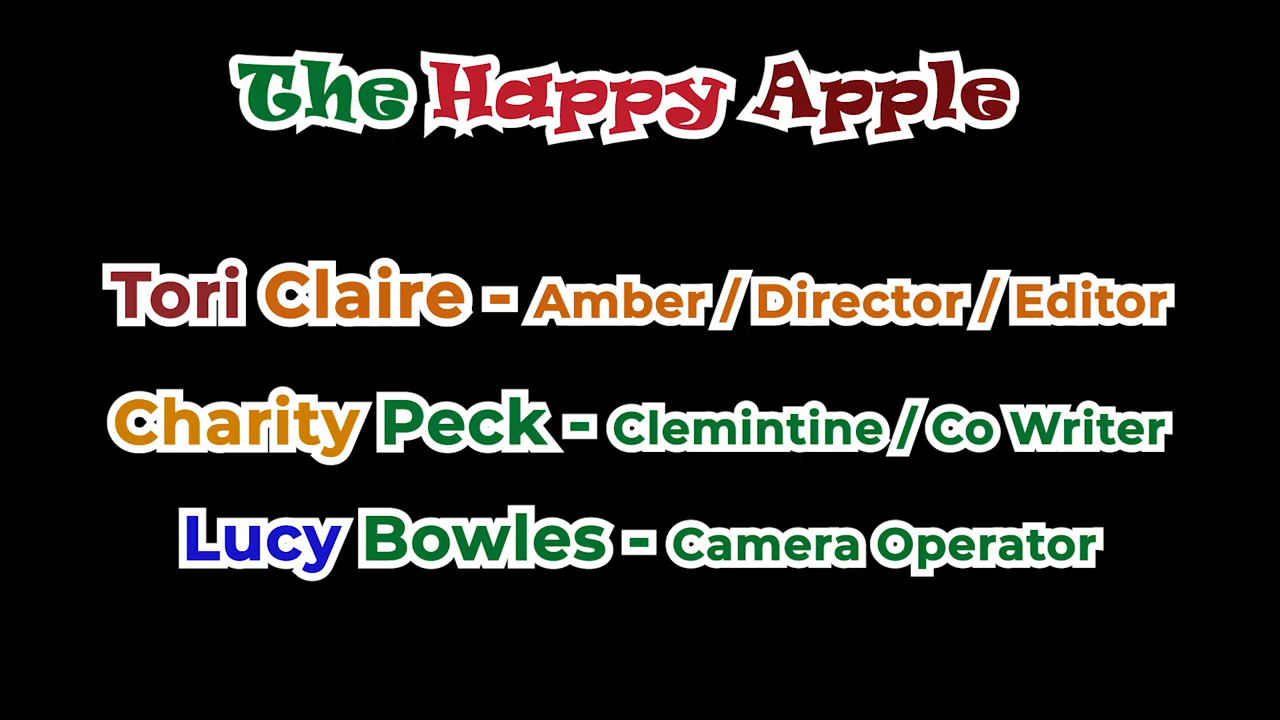 The Happy Apple
Tori Claire - Amber / Director / Editor
Charity Peck - Clemintine / Co Writer
Lucy Bowles - Camera Operator